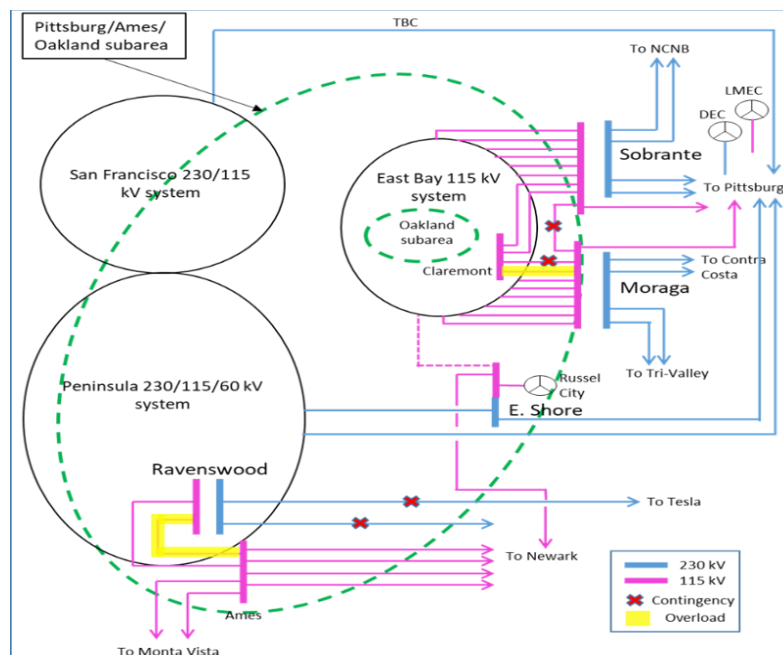 Pittsburg/Ames/
Oakland subarea
TBC
To NCNB
LMEC
DEC
San Francisco 230/115
kV system
East Bay 115 kV
system
Sobrante
To Pittsburg
Oakland
subarea
Claremont
To Contra
Costa
Moraga
Peninsula 230/115/60 kV
system
To Tri-Valley
Russel
City
E. Shore
Ravenswood
To Tesla
To Newark
Ames
To Monta Vista
230 kV
115 kV
Contingency
Overload